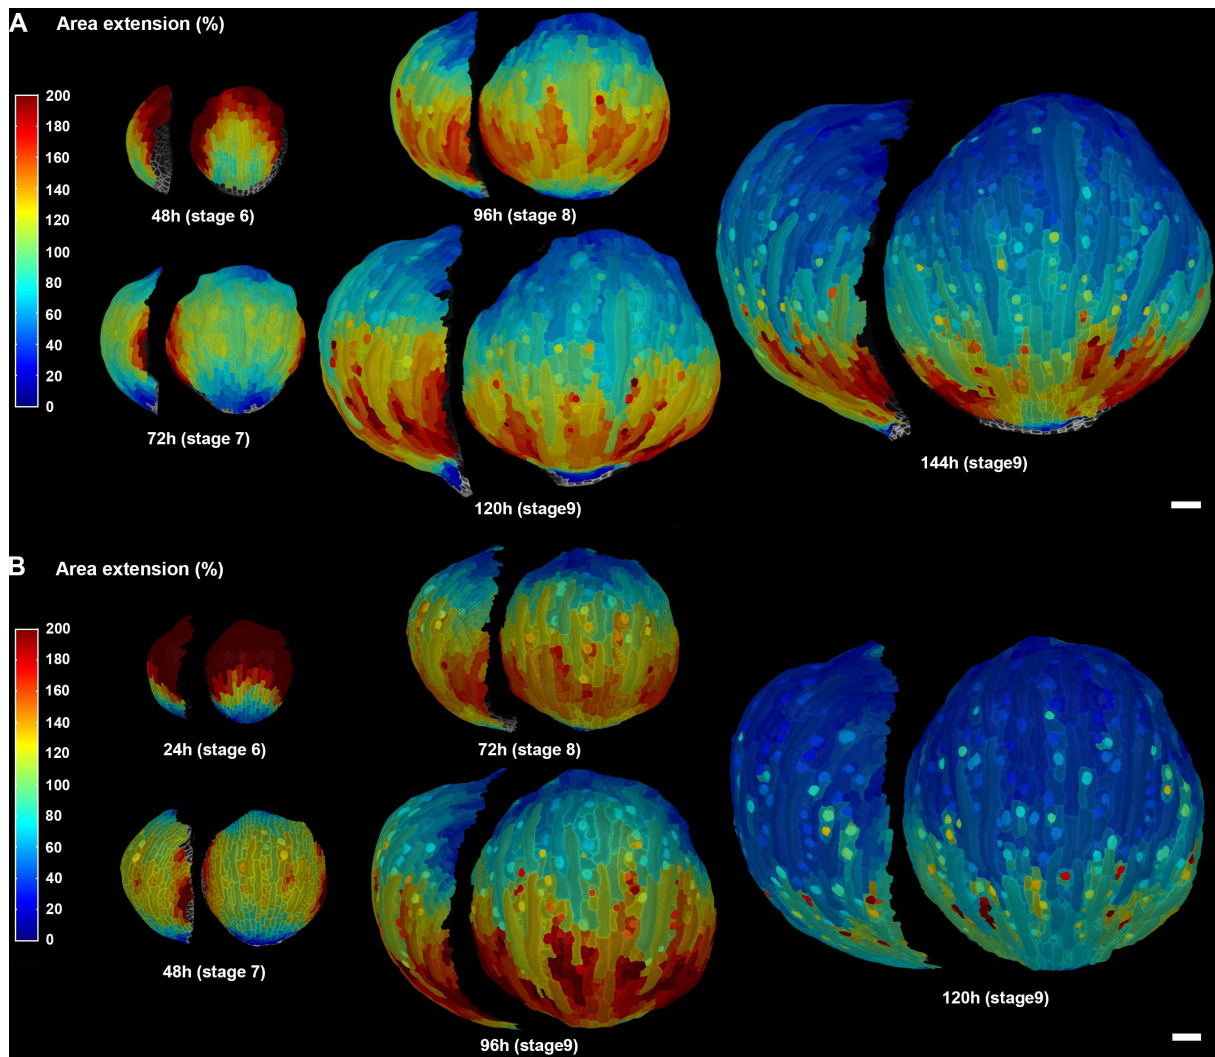 A
Area extension (%)
200
180
160
140
120
100
80
60
40
20
0
48h (stage 6)
96h (stage 8)
72h (stage 7)
120h (stage9)
144h (stage9)
B
Area extension (%)
200
180
160
140
120
100
80
60
40
20
0
24h (stage 6)
72h (stage 8)
48h (stage 7)
96h (stage9)
120h (stage9)